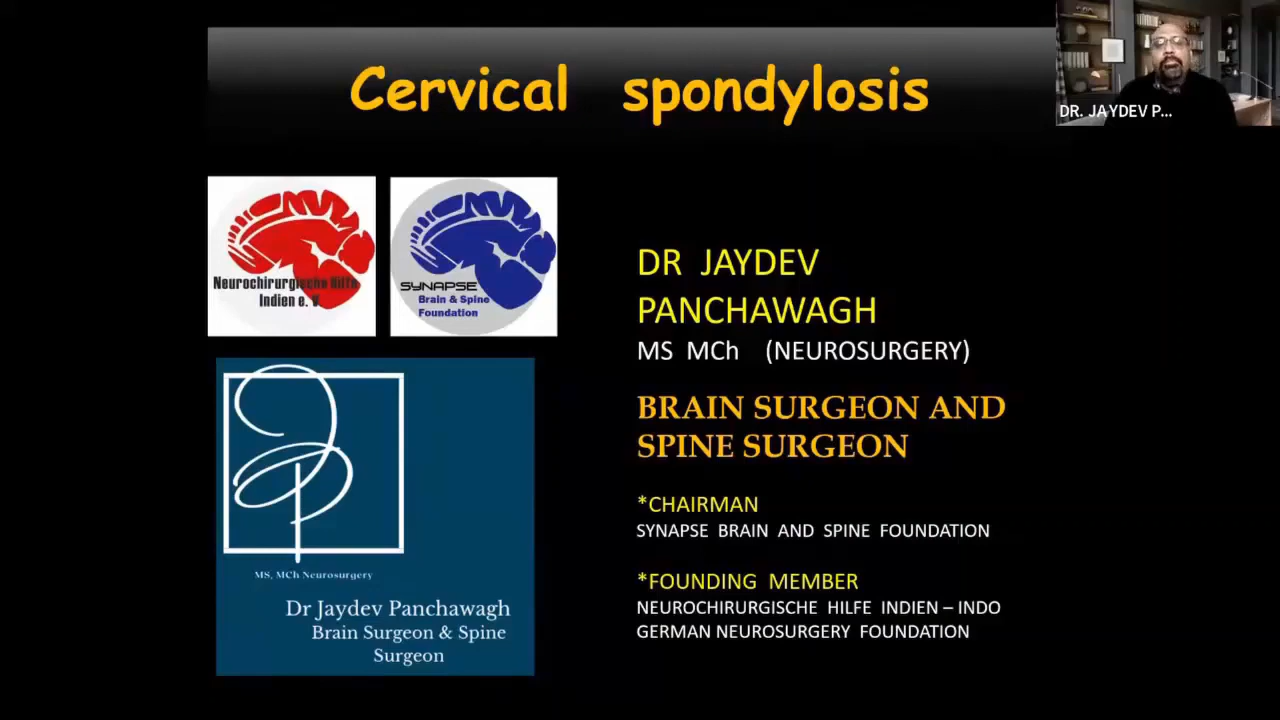 Cervical spondylosis
DR. JAYDEV P...
Neurochirurgische Hilfe
Indien e. V
SYNAPSE
Brain & Spine
Foundation
DR JAYDEV
PANCHAWAGH
MS MCh (NEUROSURGERY)
BRAIN SURGEON AND
SPINE SURGEON
*CHAIRMAN
SYNAPSE BRAIN AND SPINE FOUNDATION
*FOUNDING MEMBER
NEUROCHIRURGISCHE HILFE INDIEN – INDO
GERMAN NEUROSURGERY FOUNDATION
MS, MCh Neurosurgery
Dr Jaydev Panchawagh
Brain Surgeon & Spine
Surgeon